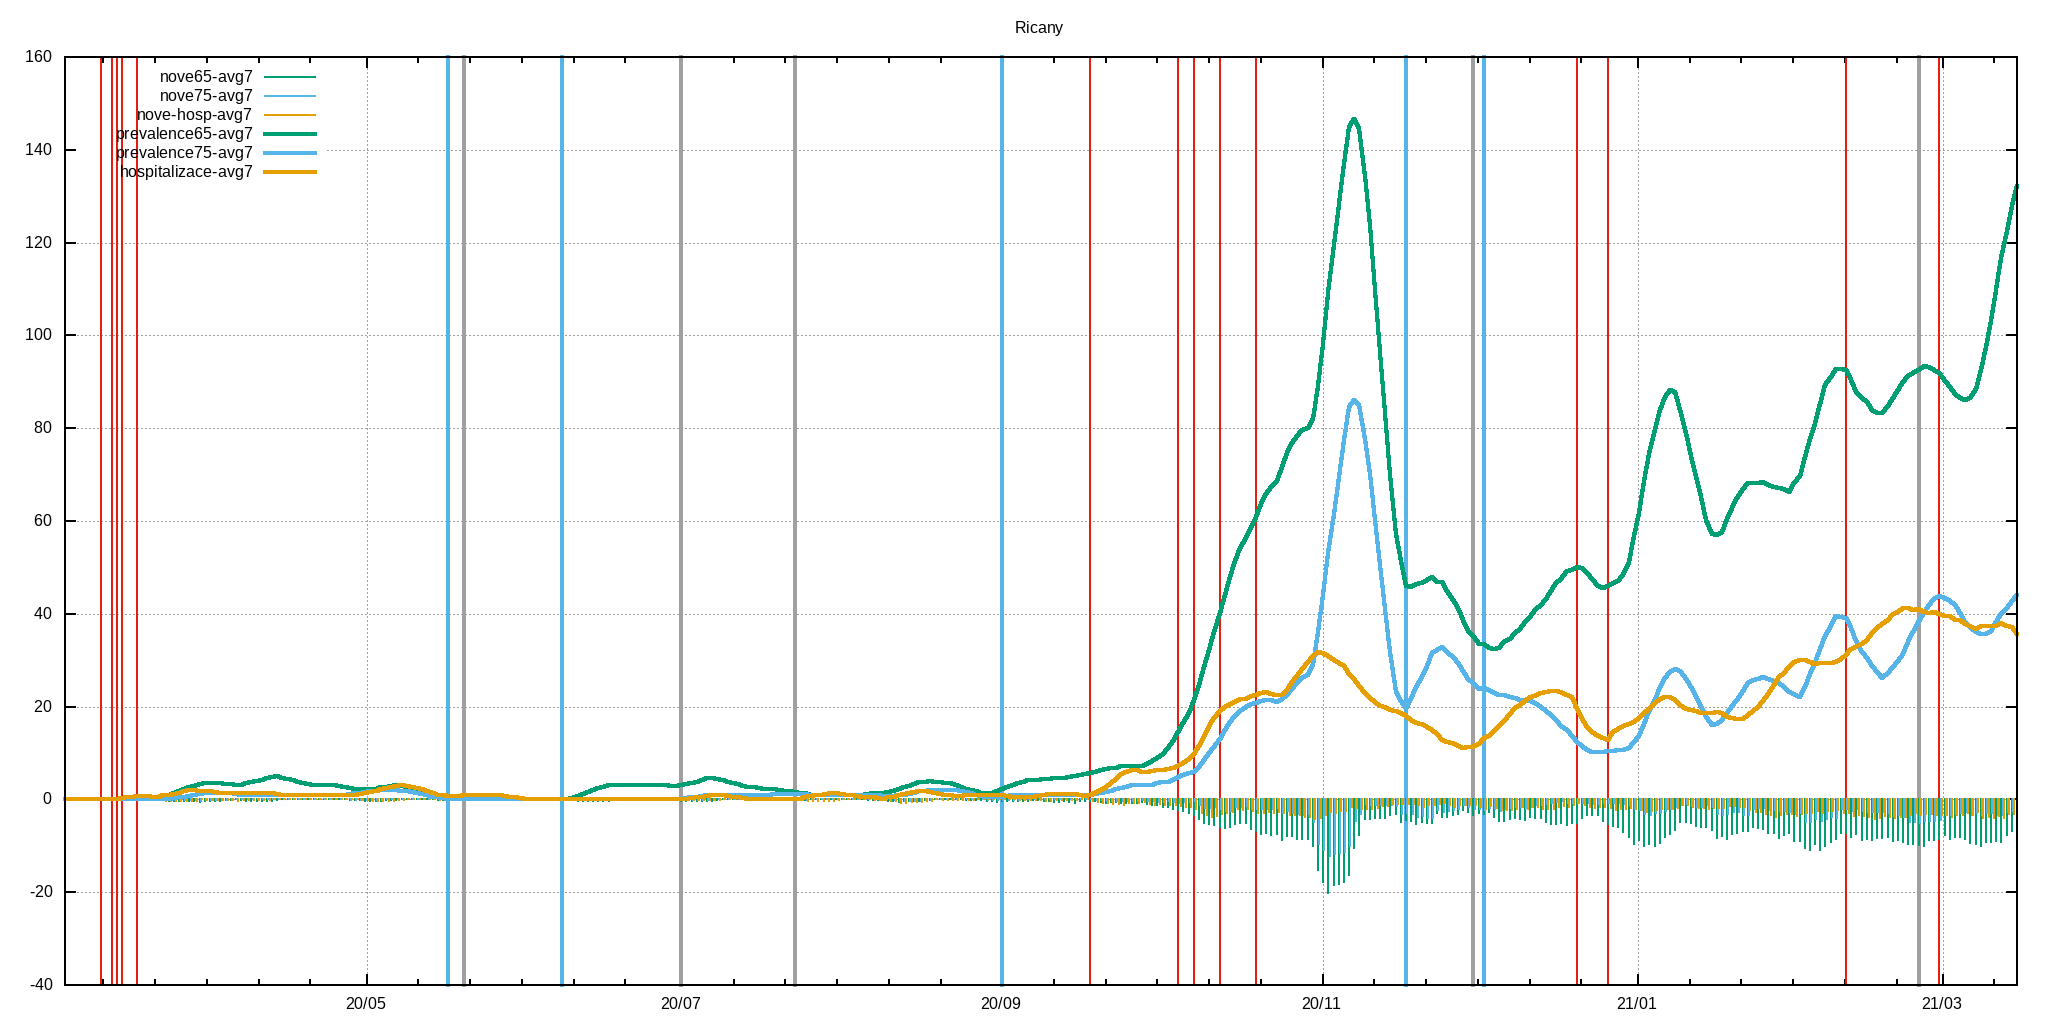 Ricany
160
140
120
100
80
60
40
20
0
-20
-40
nove65-avg7
nove75-avg7
nove-hosp-avg7
prevalence65-avg7
prevalence75-avg7
hospitalizace-avg7
20/05 20/07 20/09 20/11 21/01 21/03